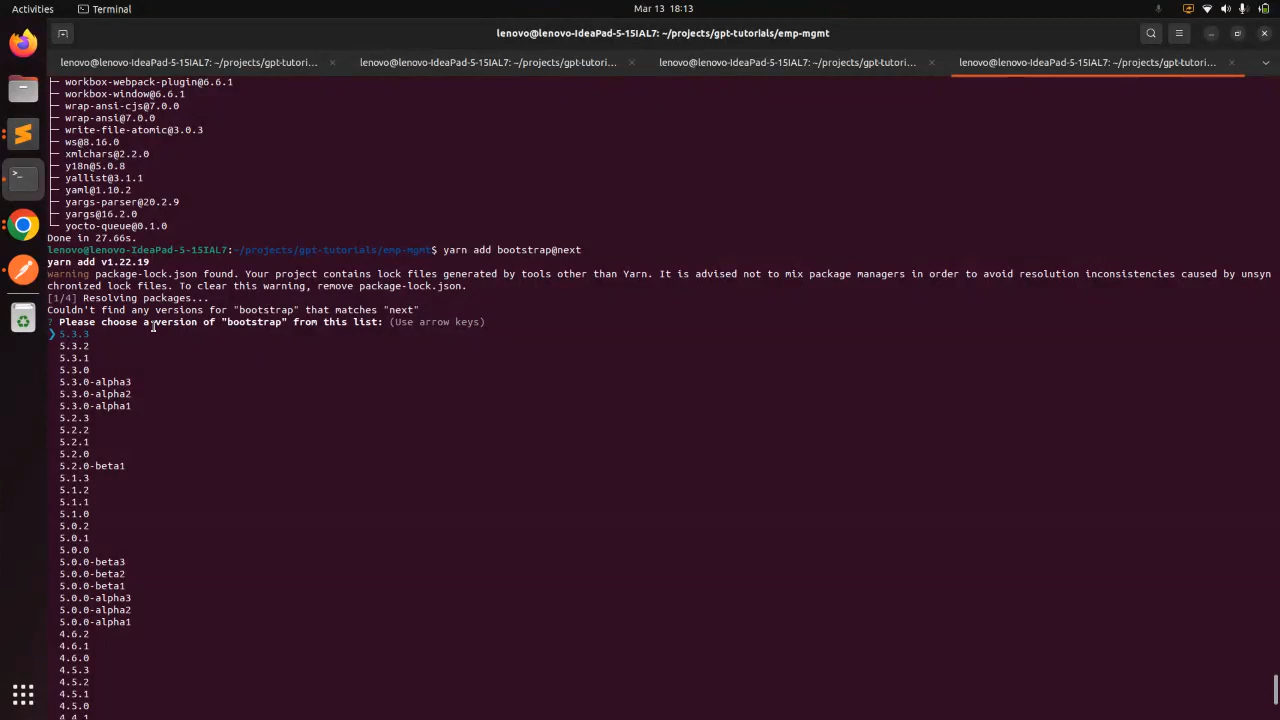 Activities
Terminal
Mar 13 18:13
lenovo@lenovo-IdeaPad-5-15IAL7: ~/projects/gpt-tutorials/emp-mgmt
lenovo@lenovo-IdeaPad-5-15IAL7: ~/projects/gpt-tutori...
lenovo@lenovo-IdeaPad-5-15IAL7: ~/projects/gpt-tutori...
lenovo@lenovo-IdeaPad-5-15IAL7: ~/projects/gpt-tutori...
lenovo@lenovo-IdeaPad-5-15IAL7: ~/projects/gpt-tutori...
├─ workbox-webpack-plugin@6.6.1
├─ workbox-window@6.6.1
├─ wrap-ansi-cjs@7.0.0
├─ wrap-ansi@7.0.0
├─ write-file-atomic@3.0.3
├─ ws@8.16.0
├─ xmlchars@2.2.0
├─ y18n@5.0.8
├─ yallist@3.1.1
├─ yaml@1.10.2
├─ yargs-parser@20.2.9
├─ yargs@16.2.0
└─ yocto-queue@0.1.0
Done in 27.66s.
lenovo@lenovo-IdeaPad-5-15IAL7:~/projects/gpt-tutorials/emp-mgmt$ yarn add bootstrap@next
yarn add v1.22.19
warning package-lock.json found. Your project contains lock files generated by tools other than Yarn. It is advised not to mix package managers in order to avoid resolution inconsistencies caused by unsyn
chronized lock files. To clear this warning, remove package-lock.json.
[1/4] Resolving packages...
Couldn't find any versions for "bootstrap" that matches "next"
? Please choose a version of "bootstrap" from this list: (Use arrow keys)
❯ 5.3.3
5.3.2
5.3.1
5.3.0
5.3.0-alpha3
5.3.0-alpha2
5.3.0-alpha1
5.2.3
5.2.2
5.2.1
5.2.0
5.2.0-beta1
5.1.3
5.1.2
5.1.1
5.1.0
5.0.2
5.0.1
5.0.0
5.0.0-beta3
5.0.0-beta2
5.0.0-beta1
5.0.0-alpha3
5.0.0-alpha2
5.0.0-alpha1
4.6.2
4.6.1
4.6.0
4.5.3
4.5.2
4.5.1
4.5.0
4.4.1